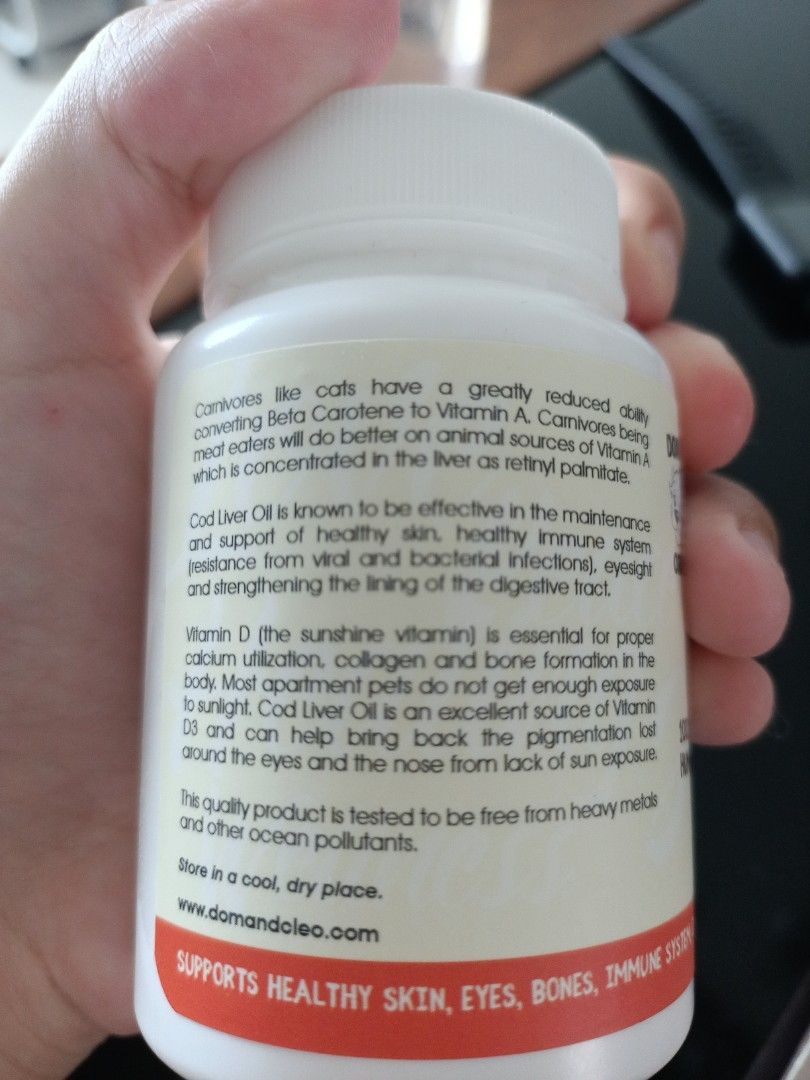 Carnivores like cats have a greatly reduced ability
converting Beta Carotene to Vitamin A. Carnivores being
meat eaters will do better on animal sources of Vitamin A
which is concentrated in the liver as retinyl palmitate.
Cod Liver Oil is known to be effective in the maintenance
and support of healthy skin, healthy immune system
(resistance from viral and bacterial infections), eyesight
and strengthening the lining of the digestive tract.
Vitamin D (the sunshine vitamin) is essential for proper
calcium utilization, collagen and bone formation in the
body. Most apartment pets do not get enough exposure
to sunlight. Cod Liver Oil is an excellent source of Vitamin
D3 and can help bring back the pigmentation lost
around the eyes and the nose from lack of sun exposure.
This quality product is tested to be free from heavy metals
and other ocean pollutants.
Store in a cool, dry place.
www.domandcleo.com
SUPPORTS HEALTHY SKIN, EYES, BONES, IMMUNE SYSTEM